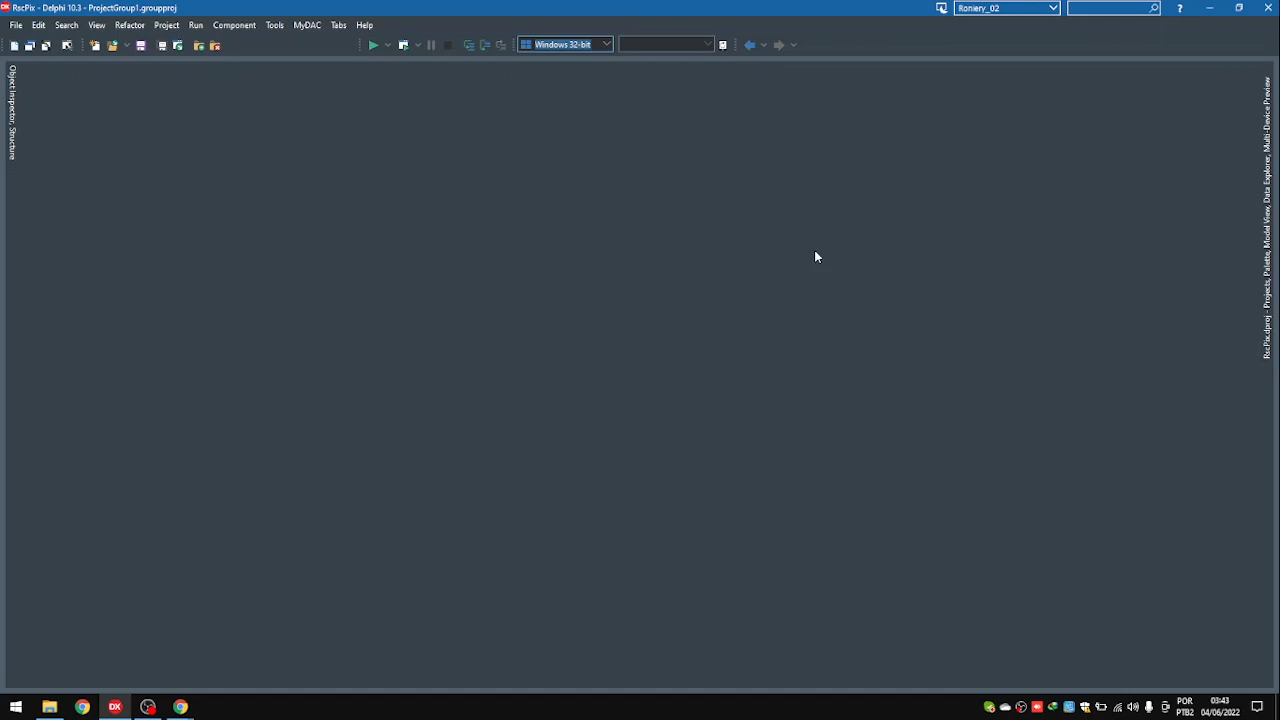 RscPix - Delphi 10.3 - ProjectGroup1.groupproj
Roniery_02
?
File Edit Search View Refactor Project Run Component Tools MyDAC Tabs Help
Windows 32-bit
Object Inspector, Structure
RscPix.dproj - Projects, Palette, Model View, Data Explorer, Multi-Device Preview
DX
POR
PTB2
03:43
04/06/2022